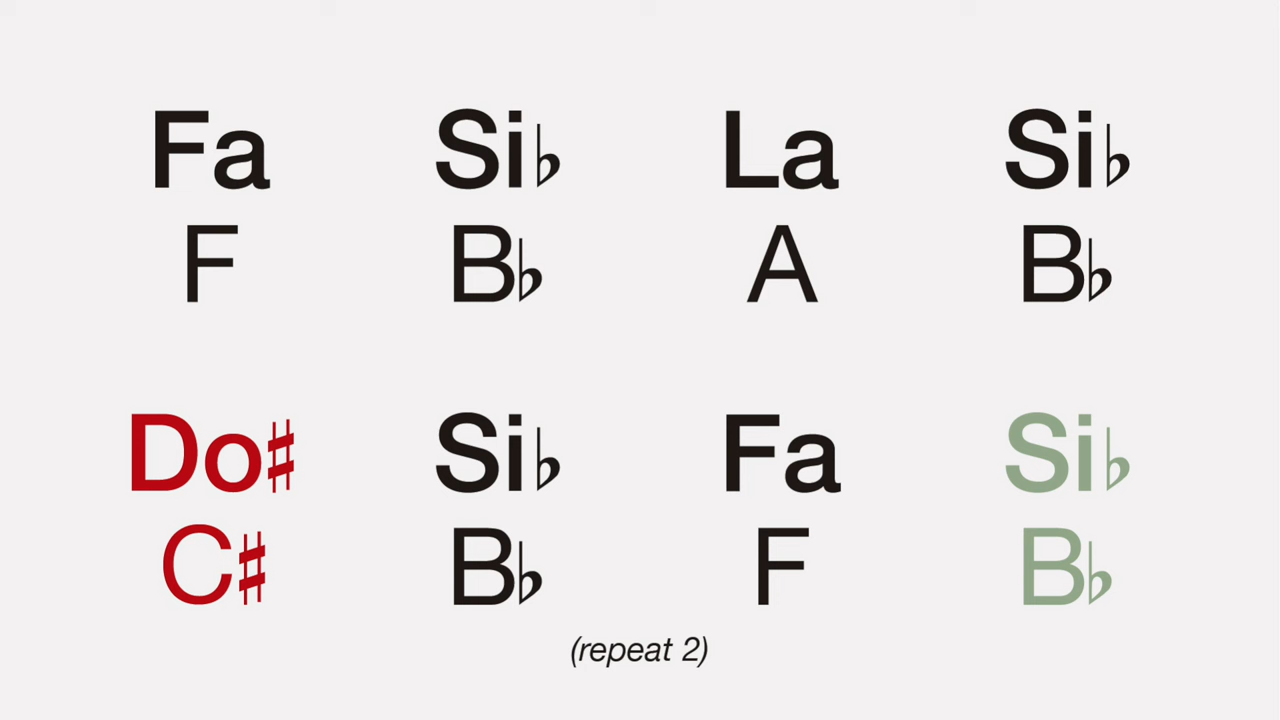 Fa Si♭ La Si♭
F B♭ A B♭
Do♯ Si♭ Fa Si♭
C♯ B♭ F B♭
(repeat 2)